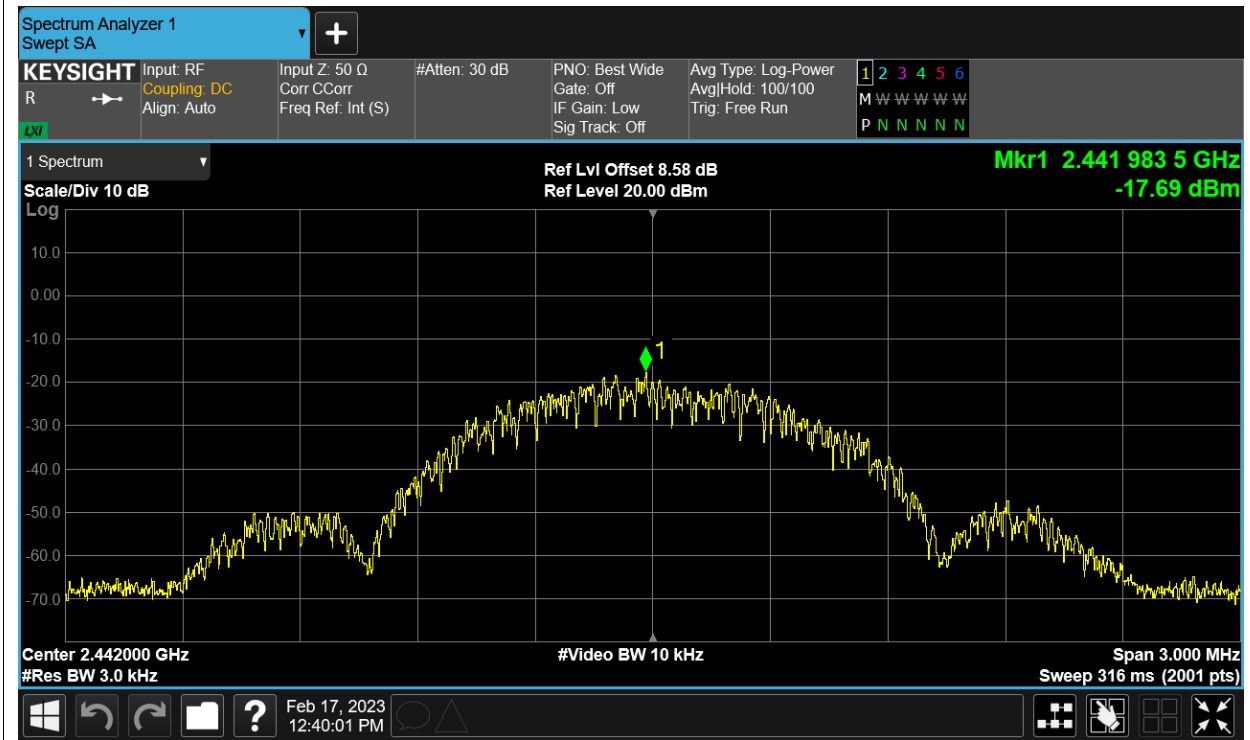 Spectrum Analyzer 1
Swept SA
KEYSIGHT
R
LXI
Input: RF
Coupling: DC
Align: Auto
Input Z: 50 Ω
Corr CCorr
Freq Ref: Int (S)
#Atten: 30 dB
PNO: Best Wide
Gate: Off
IF Gain: Low
Sig Track: Off
Avg Type: Log-Power
Avg|Hold: 100/100
Trig: Free Run
1 2 3 4 5 6
M W W W W W
P N N N N N
1 Spectrum
Scale/Div 10 dB
Ref Lvl Offset 8.58 dB
Ref Level 20.00 dBm
Mkr1 2.441 983 5 GHz
-17.69 dBm
Log
10.0
0.00
-10.0
1
-20.0
-30.0
-40.0
-50.0
-60.0
-70.0
Center 2.442000 GHz
#Video BW 10 kHz
Span 3.000 MHz
#Res BW 3.0 kHz
Sweep 316 ms (2001 pts)
?
Feb 17, 2023
12:40:01 PM